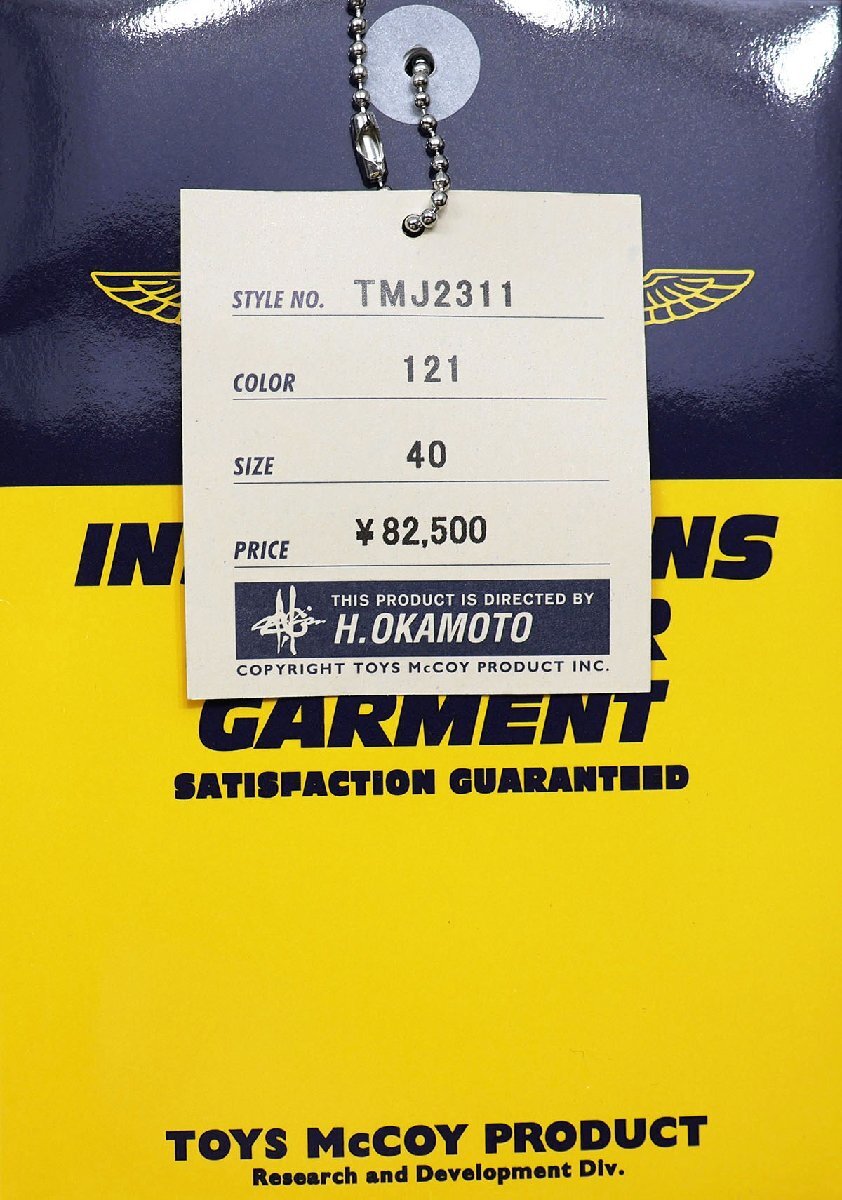 STYLE NO. TMJ2311
COLOR 121
SIZE 40
PRICE ¥82,500
THIS PRODUCT IS DIRECTED BY
H. OKAMOTO
COPYRIGHT TOYS McCOY PRODUCT INC.
GARMENT
SATISFACTION GUARANTEED
TOYS McCOY PRODUCT
Research and Development Div.